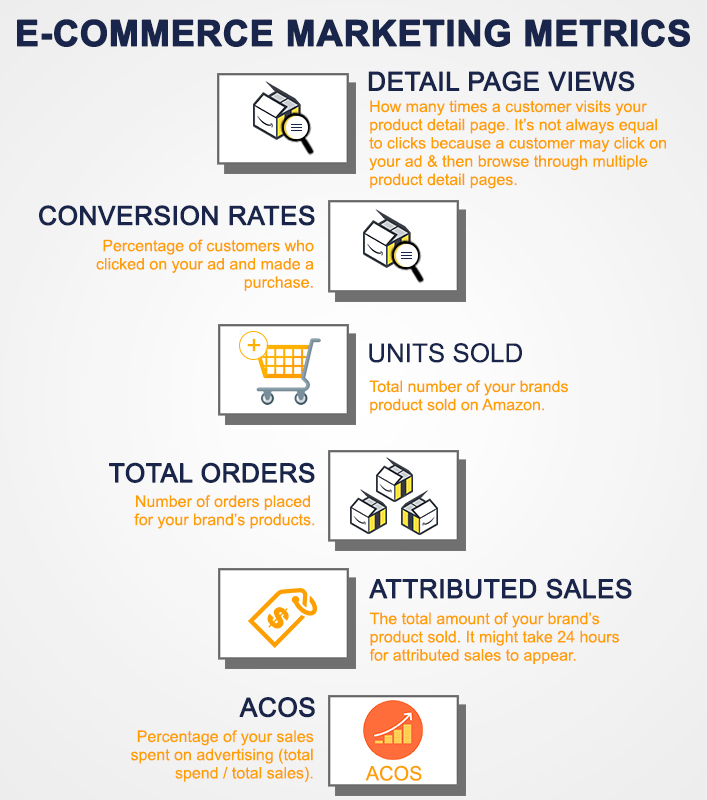 E-COMMERCE MARKETING METRICS
DETAIL PAGE VIEWS
How many times a customer visits your
product detail page. It's not always equal
to clicks because a customer may click on
your ad & then browse through multiple
product detail pages.
CONVERSION RATES
Percentage of customers who
clicked on your ad and made a
purchase.
UNITS SOLD
Total number of your brands
product sold on Amazon.
TOTAL ORDERS
Number of orders placed
for your brand's products.
ATTRIBUTED SALES
The total amount of your brand's
product sold. It might take 24 hours
for attributed sales to appear.
ACOS
Percentage of your sales
spent on advertising (total
spend / total sales).
ACOS